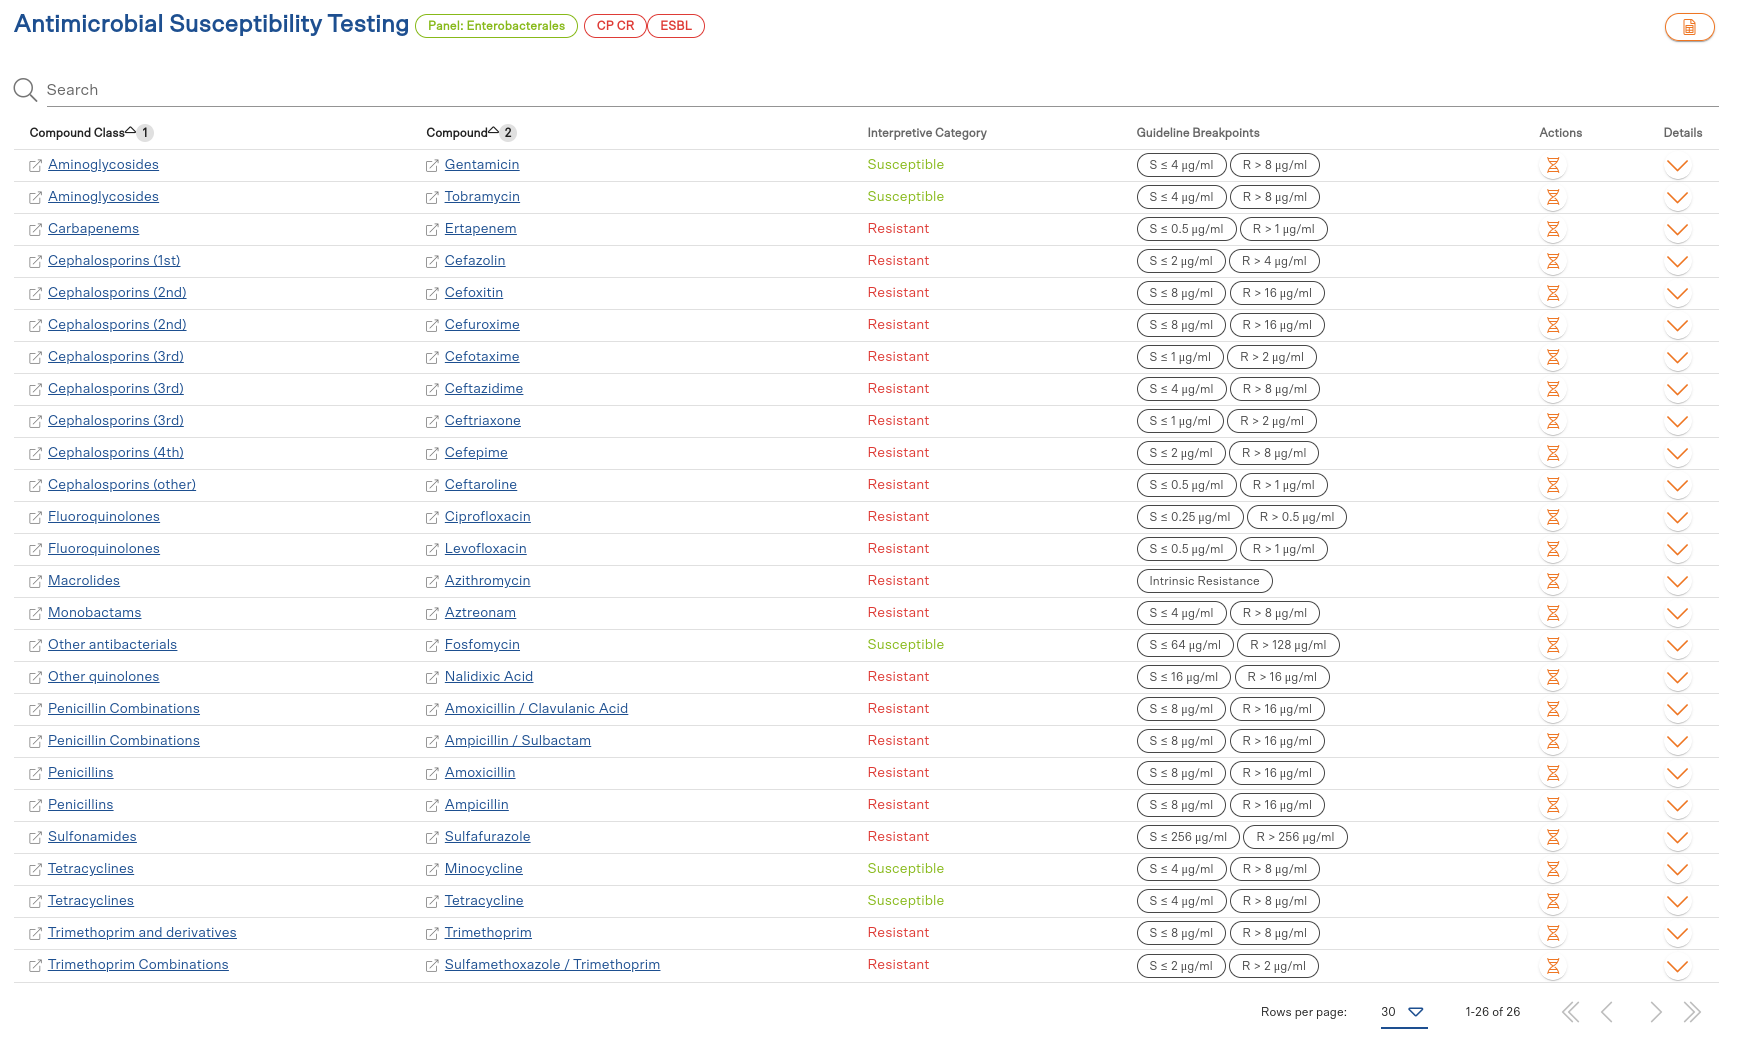 Antimicrobial Susceptibility Testing Panel: Enterobacterales CP CR ESBL
Search
Compound Class 1 Compound 2 Interpretive Category Guideline Breakpoints Actions Details
Aminoglycosides Gentamicin Susceptible S ≤ 4 µg/ml R > 8 µg/ml
Aminoglycosides Tobramycin Susceptible S ≤ 4 µg/ml R > 8 µg/ml
Carbapenems Ertapenem Resistant S ≤ 0.5 µg/ml R > 1 µg/ml
Cephalosporins (1st) Cefazolin Resistant S ≤ 2 µg/ml R > 4 µg/ml
Cephalosporins (2nd) Cefoxitin Resistant S ≤ 8 µg/ml R > 16 µg/ml
Cephalosporins (2nd) Cefuroxime Resistant S ≤ 8 µg/ml R > 16 µg/ml
Cephalosporins (3rd) Cefotaxime Resistant S ≤ 1 µg/ml R > 2 µg/ml
Cephalosporins (3rd) Ceftazidime Resistant S ≤ 4 µg/ml R > 8 µg/ml
Cephalosporins (3rd) Ceftriaxone Resistant S ≤ 1 µg/ml R > 2 µg/ml
Cephalosporins (4th) Cefepime Resistant S ≤ 2 µg/ml R > 8 µg/ml
Cephalosporins (other) Ceftaroline Resistant S ≤ 0.5 µg/ml R > 1 µg/ml
Fluoroquinolones Ciprofloxacin Resistant S ≤ 0.25 µg/ml R > 0.5 µg/ml
Fluoroquinolones Levofloxacin Resistant S ≤ 0.5 µg/ml R > 1 µg/ml
Macrolides Azithromycin Resistant Intrinsic Resistance
Monobactams Aztreonam Resistant S ≤ 4 µg/ml R > 8 µg/ml
Other antibacterials Fosfomycin Susceptible S ≤ 64 µg/ml R > 128 µg/ml
Other quinolones Nalidixic Acid Resistant S ≤ 16 µg/ml R > 16 µg/ml
Penicillin Combinations Amoxicillin / Clavulanic Acid Resistant S ≤ 8 µg/ml R > 16 µg/ml
Penicillin Combinations Ampicillin / Sulbactam Resistant S ≤ 8 µg/ml R > 16 µg/ml
Penicillins Amoxicillin Resistant S ≤ 8 µg/ml R > 16 µg/ml
Penicillins Ampicillin Resistant S ≤ 8 µg/ml R > 16 µg/ml
Sulfonamides Sulfafurazole Resistant S ≤ 256 µg/ml R > 256 µg/ml
Tetracyclines Minocycline Susceptible S ≤ 4 µg/ml R > 8 µg/ml
Tetracyclines Tetracycline Susceptible S ≤ 4 µg/ml R > 8 µg/ml
Trimethoprim and derivatives Trimethoprim Resistant S ≤ 8 µg/ml R > 8 µg/ml
Trimethoprim Combinations Sulfamethoxazole / Trimethoprim Resistant S ≤ 2 µg/ml R > 2 µg/ml
Rows per page: 30 1-26 of 26